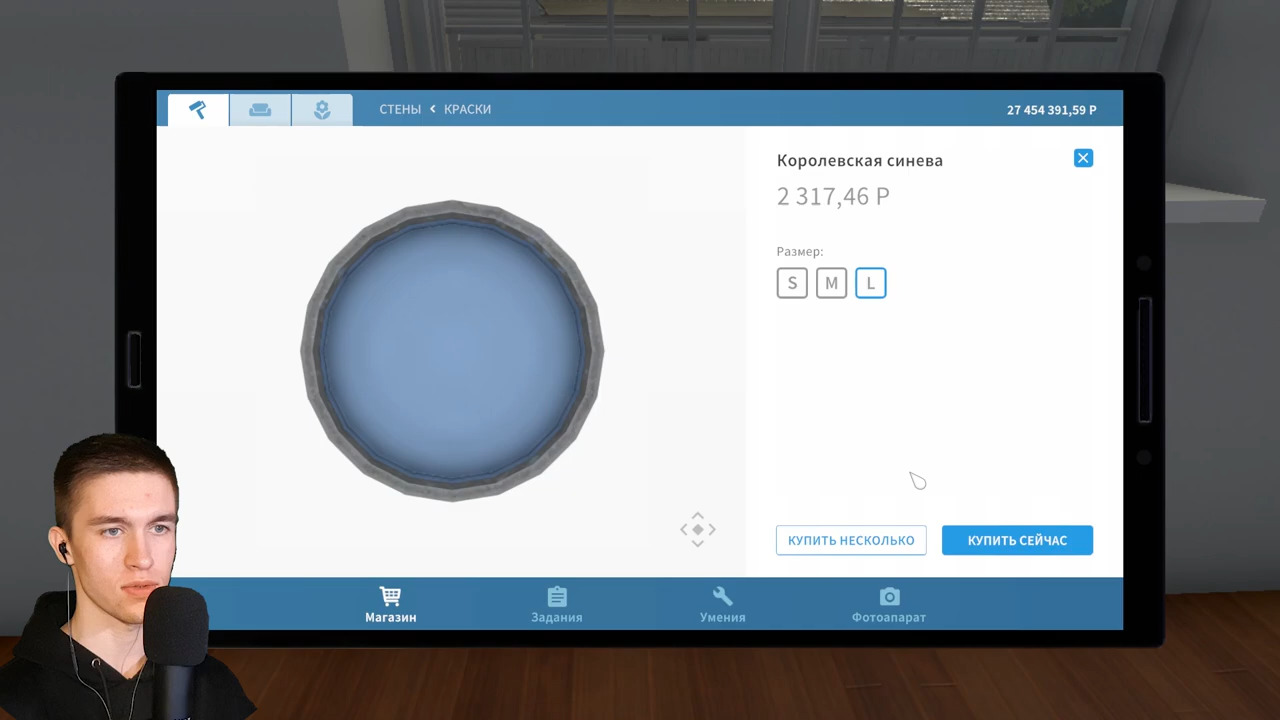 СТЕНЫ < КРАСКИ
27 454 391,59 Р
Королевская синева
2 317,46 Р
Размер:
S M L
КУПИТЬ НЕСКОЛЬКО
КУПИТЬ СЕЙЧАС
Магазин
Задания
Умения
Фотоапарат